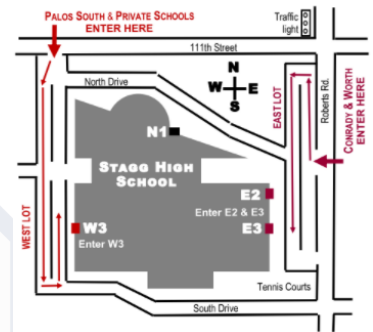 PALOS SOUTH & PRIVATE SCHOOLS
ENTER HERE
Traffic
light
111th Street
North Drive
N
W E
S
EAST LOT
Roberts Rd.
CONRADY & WORTH
ENTER HERE
N1
STAGG HIGH
SCHOOL
E2
Enter E2 & E3
E3
W3
Enter W3
WEST LOT
Tennis Courts
South Drive